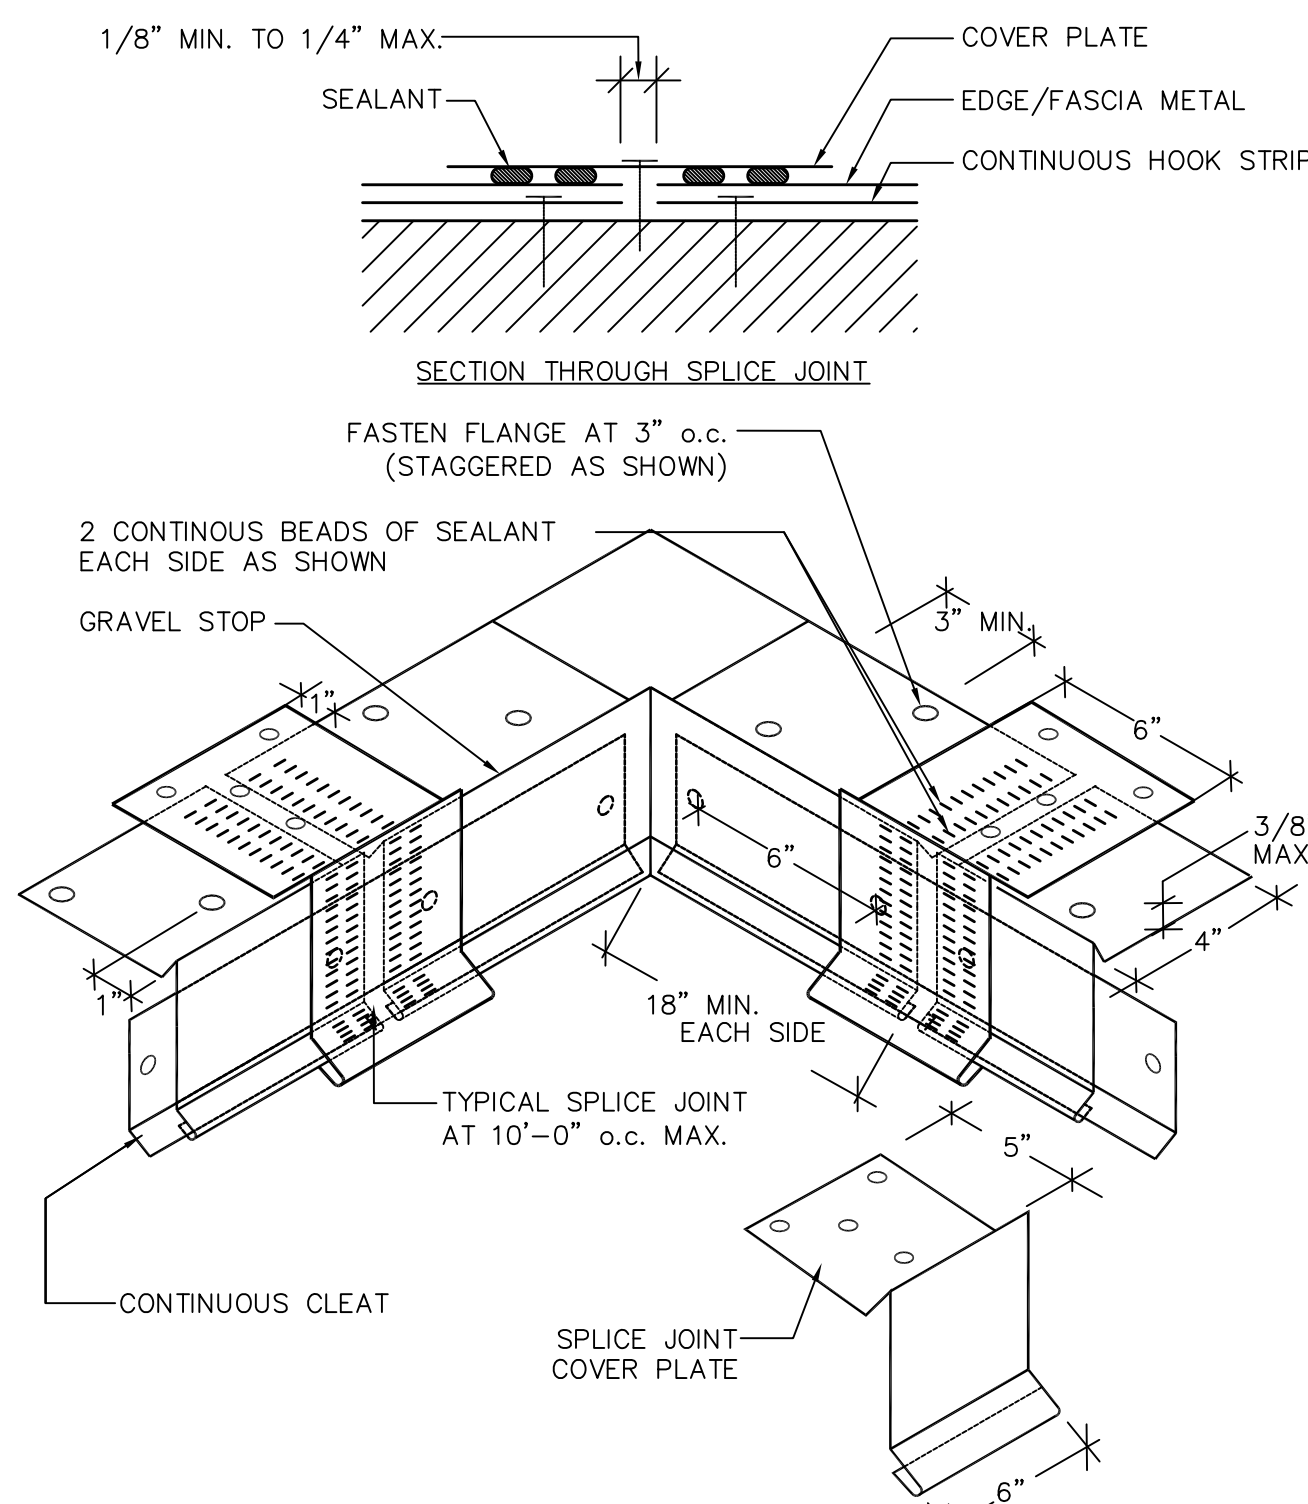 1/8” MIN. TO 1/4” MAX.
COVER PLATE
SEALANT
EDGE/FASCIA METAL
CONTINUOUS HOOK STRIP
SECTION THROUGH SPLICE JOINT
FASTEN FLANGE AT 3” o.c.
(STAGGERED AS SHOWN)
2 CONTINOUS BEADS OF SEALANT
EACH SIDE AS SHOWN
GRAVEL STOP
3” MIN.
1”
6”
3/8
MAX
6”
4”
1”
18” MIN.
EACH SIDE
TYPICAL SPLICE JOINT
AT 10’-0” o.c. MAX.
5”
CONTINUOUS CLEAT
SPLICE JOINT
COVER PLATE
6”